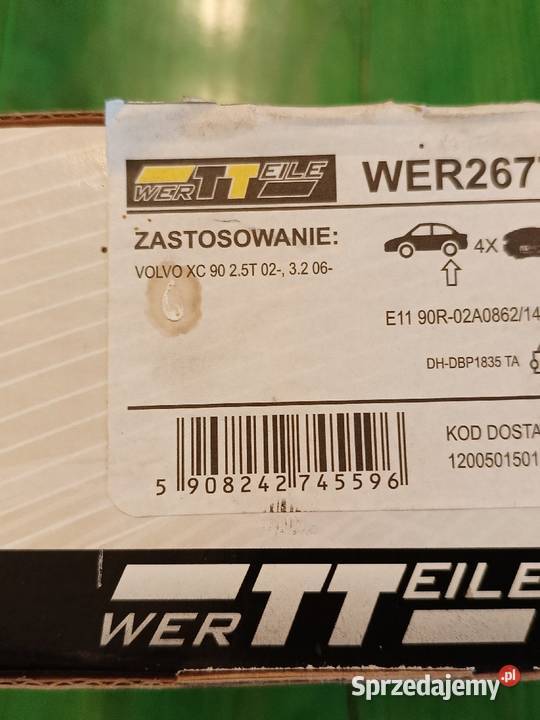 WERTTEILE WER2677
ZASTOSOWANIE:
4X
VOLVO XC 90 2.5T 02-, 3.2 06-
E11 90R-02A0862/14
DH-DBP1835 TA
KOD DOSTA
1200501501
5 908242 745596
WERTTEILE
Sprzedajemy.pl